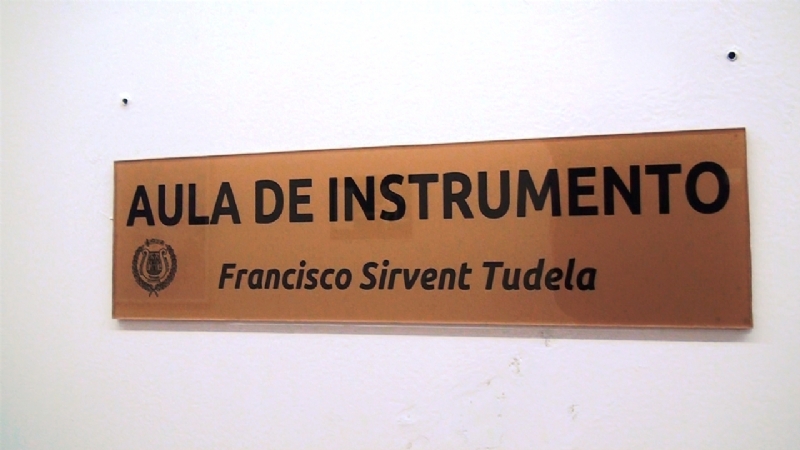 AULA DE INSTRUMENTO
Francisco Sirvent Tudela